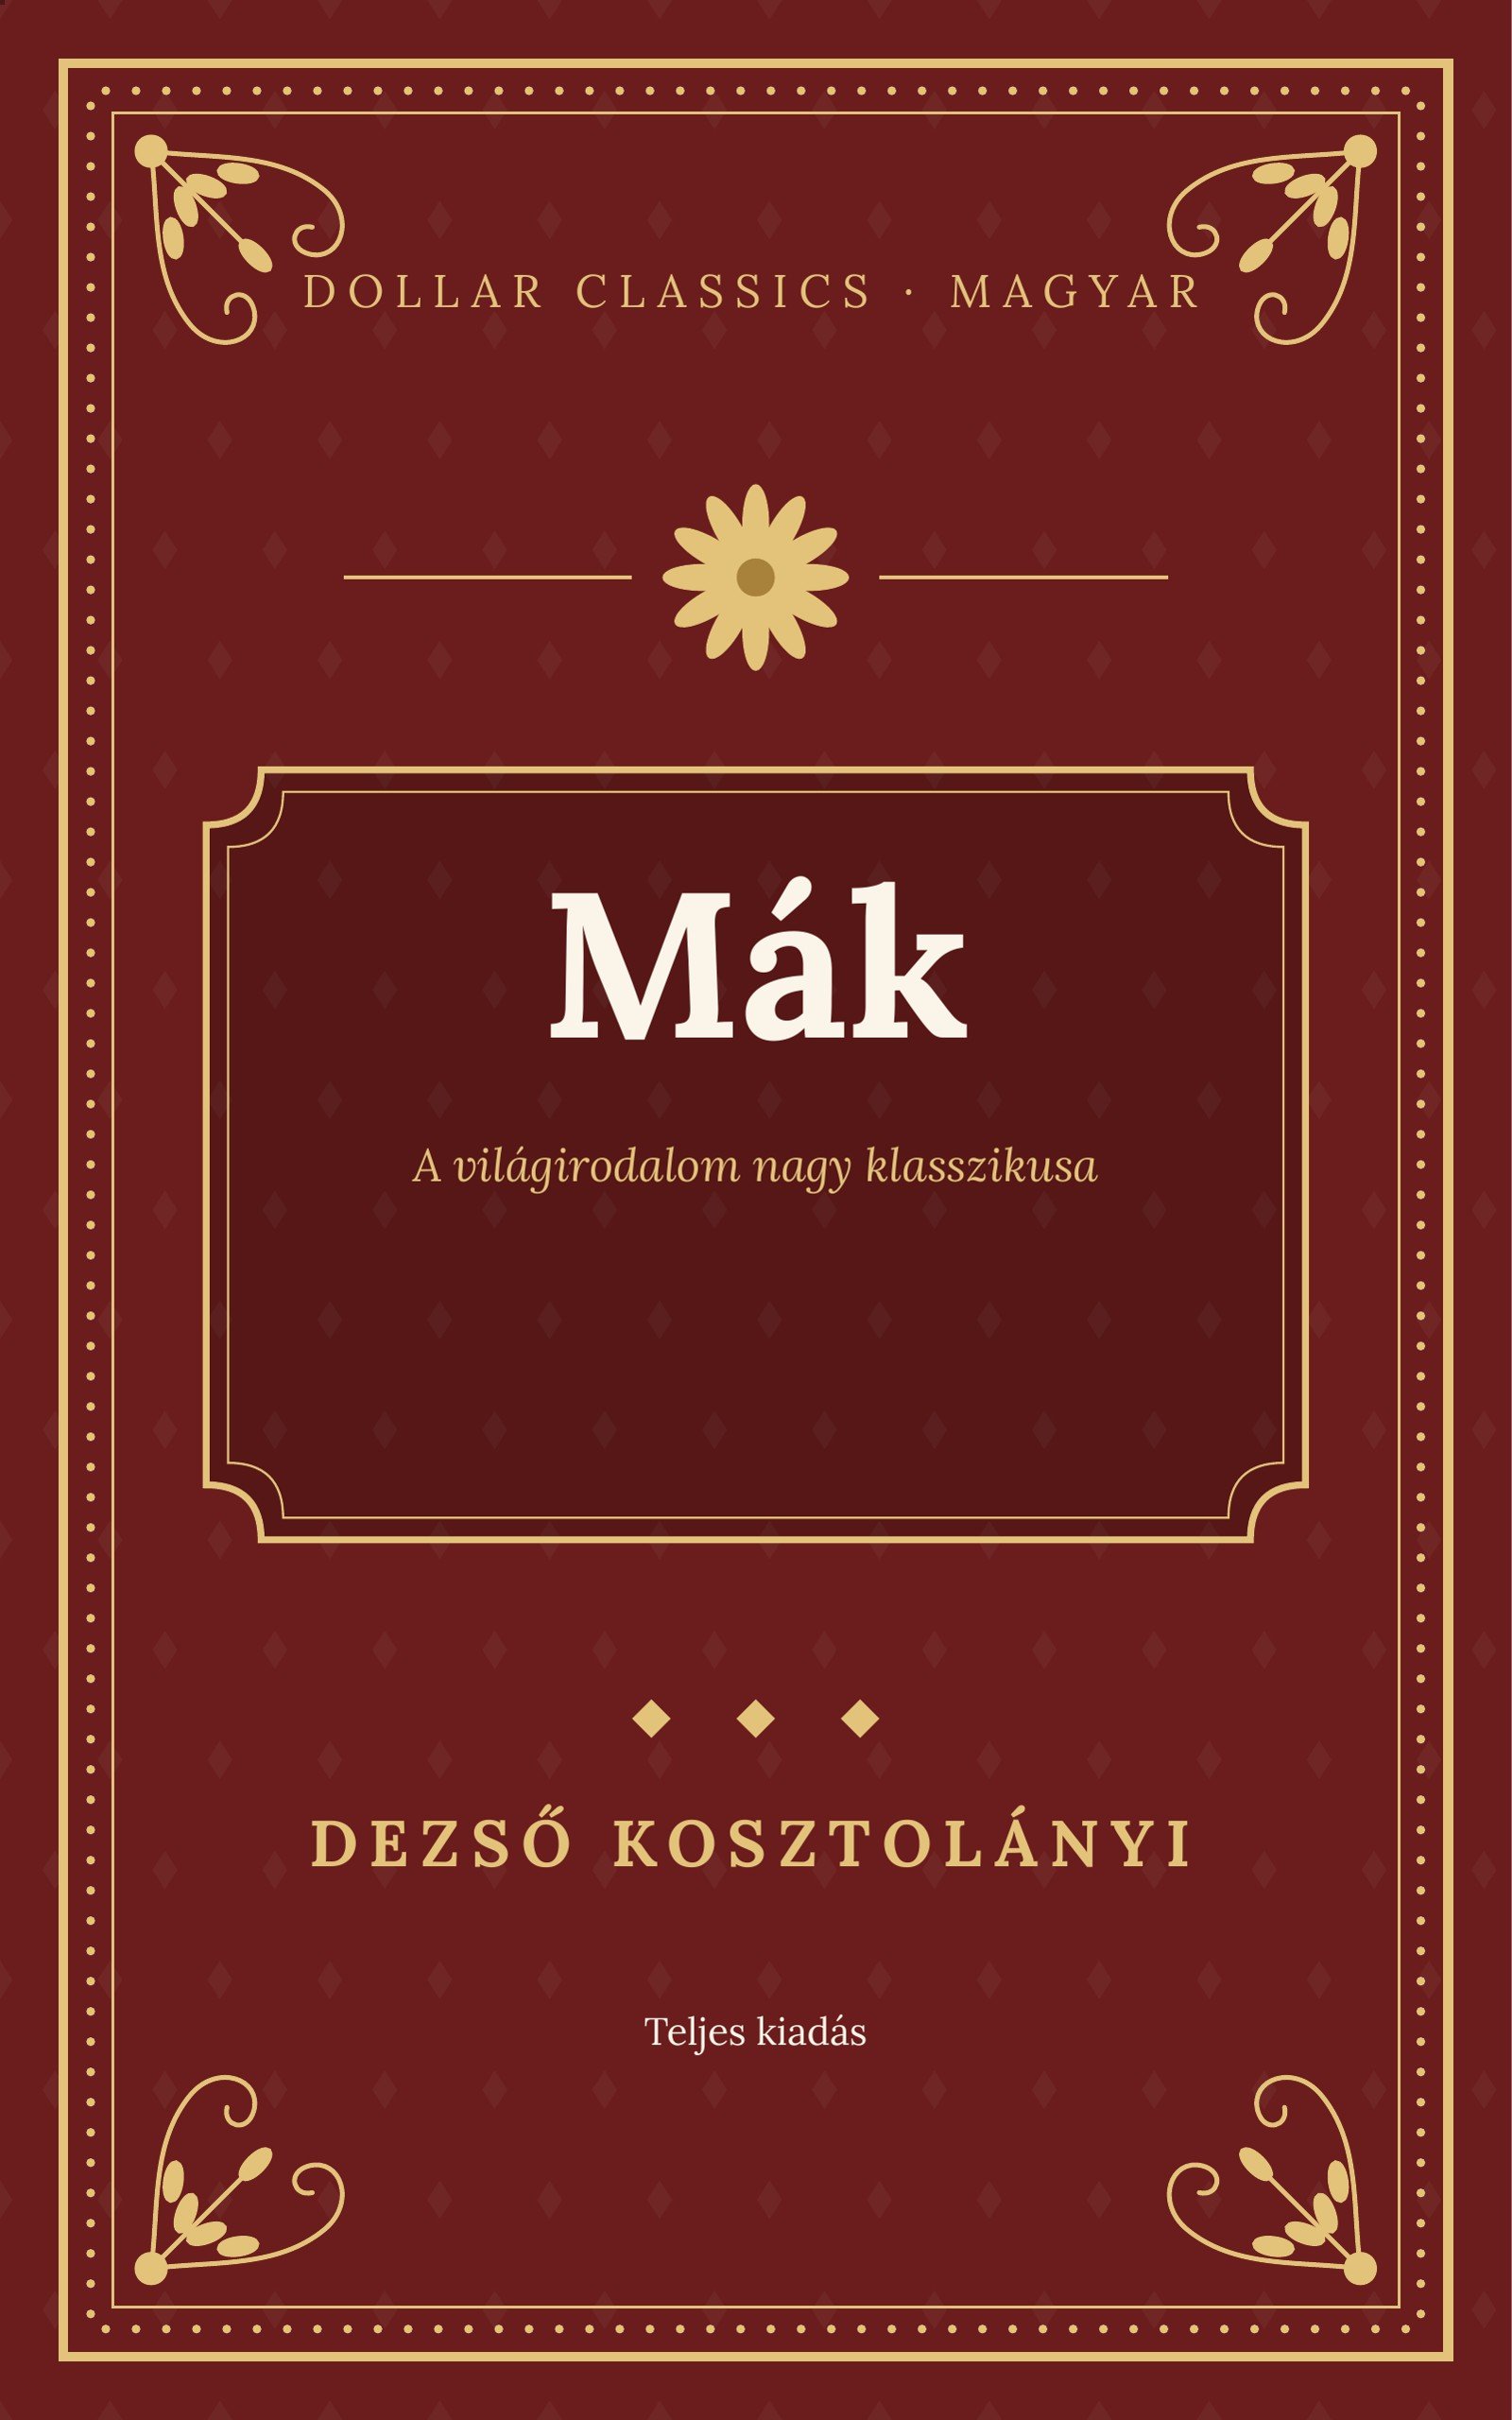 DOLLAR CLASSICS · MAGYAR
Mák
A világirodalom nagy klasszikusa
DEZSŐ KOSZTOLÁNYI
Teljes kiadás